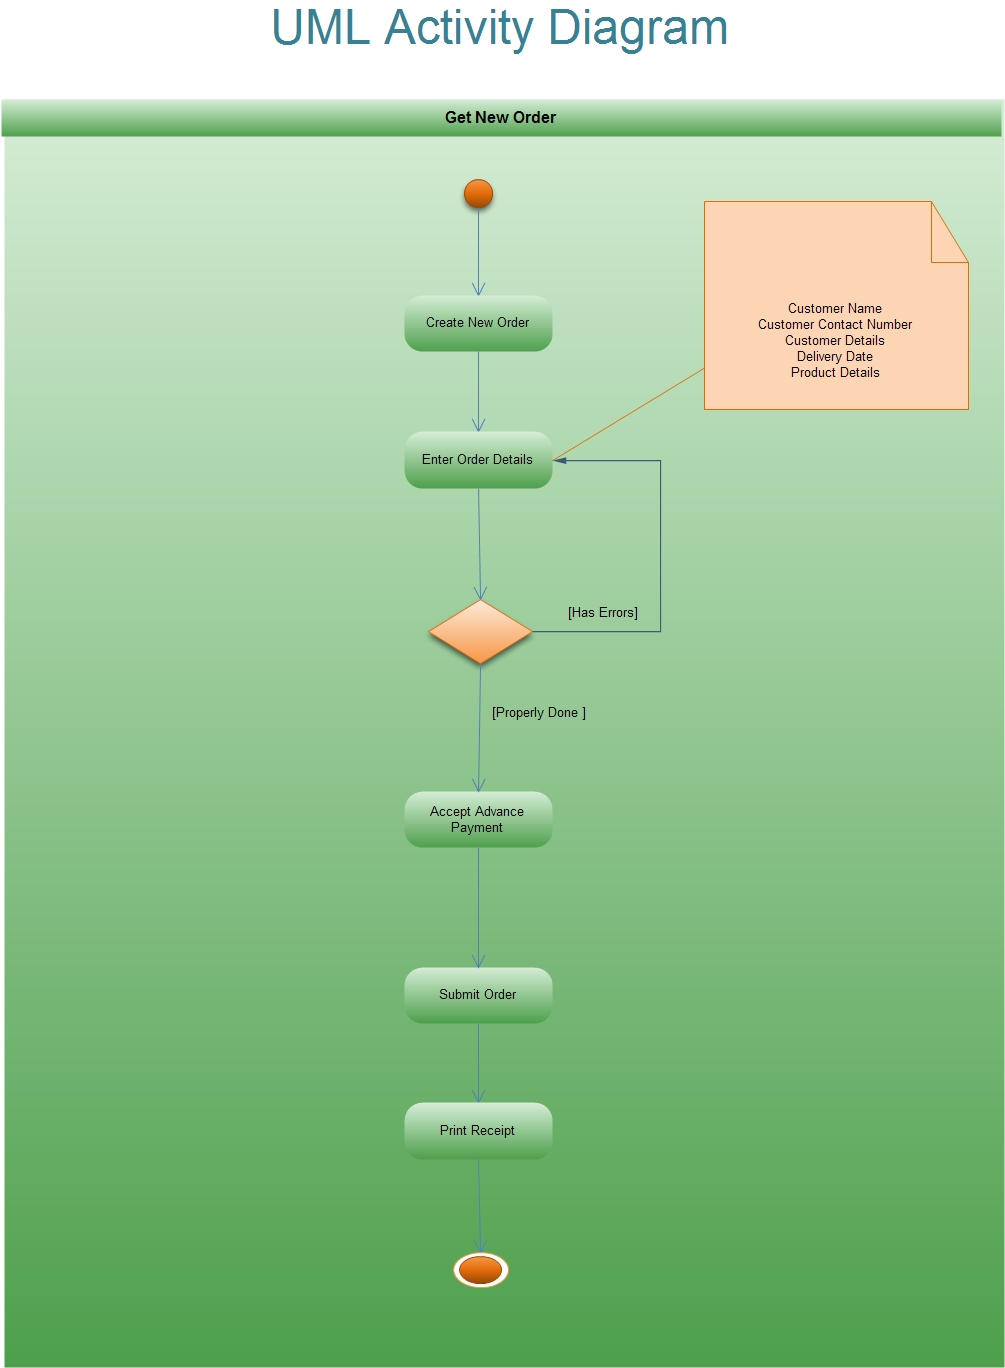 UML Activity Diagram
Get New Order
Create New Order
Customer Name
Customer Contact Number
Customer Details
Delivery Date
Product Details
Enter Order Details
[Has Errors]
[Properly Done ]
Accept Advance
Payment
Submit Order
Print Receipt